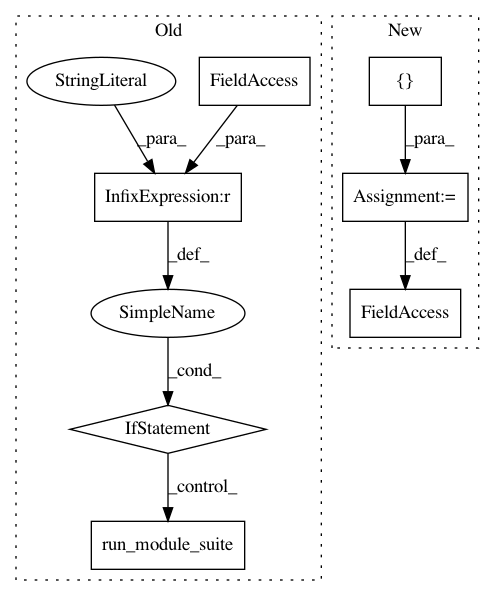 Old
New
StringLiteral
FieldAccess
{}
_para_
_para_
_para_
InfixExpression:r
Assignment:=
_def_
_def_
SimpleName
FieldAccess
_cond_
IfStatement
_control_
run_module_suite